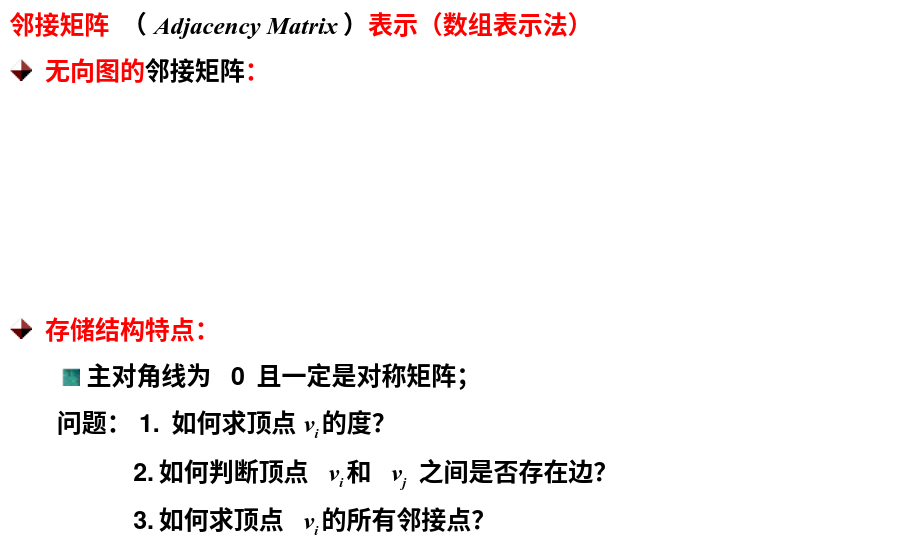 邻接矩阵 （ Adjacency Matrix ）表示（数组表示法）
无向图的邻接矩阵：
存储结构特点：
主对角线为 0 且一定是对称矩阵；
问题： 1. 如何求顶点 vi 的度？
2. 如何判断顶点 vi 和 vj 之间是否存在边？
3. 如何求顶点 vi 的所有邻接点？